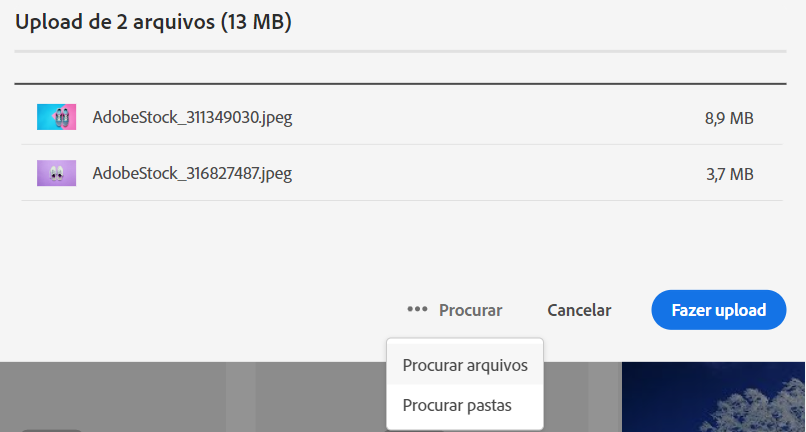 Upload de 2 arquivos (13 MB)
AdobeStock_311349030.jpeg 8,9 MB
AdobeStock_316827487.jpeg 3,7 MB
••• Procurar Cancelar Fazer upload
Procurar arquivos
Procurar pastas